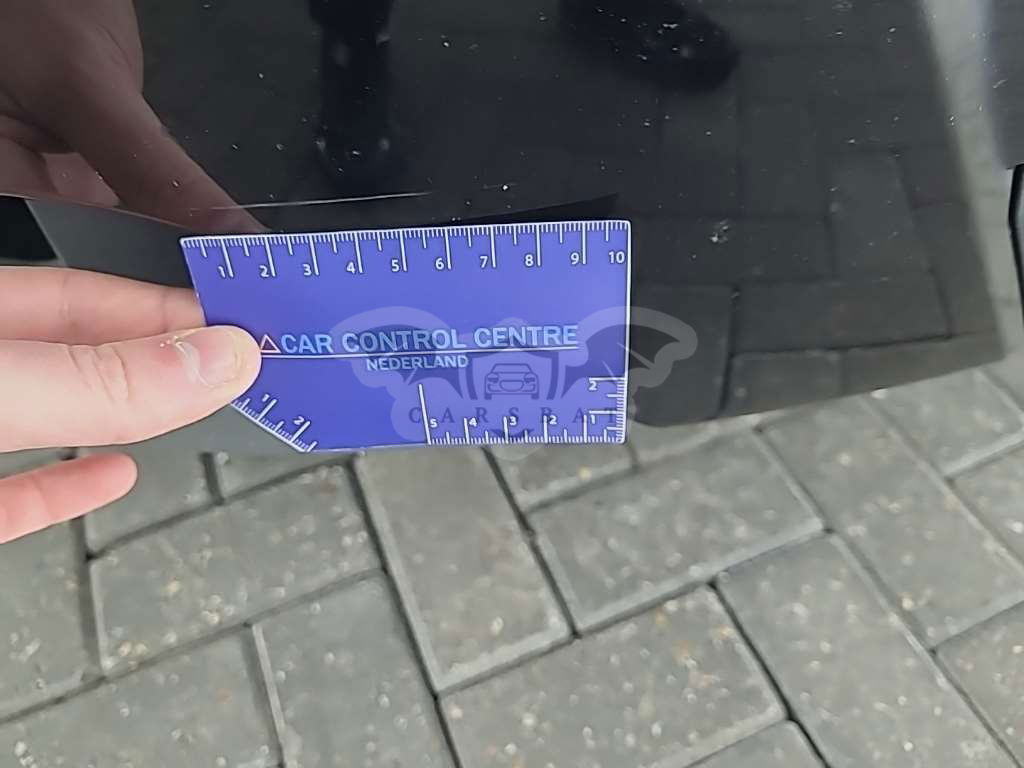 1 2 3 4 5 6 7 8 9 10
CAR CONTROL CENTRE
NEDERLAND
CARSBAT
1 2
5 4 3 2 1
2